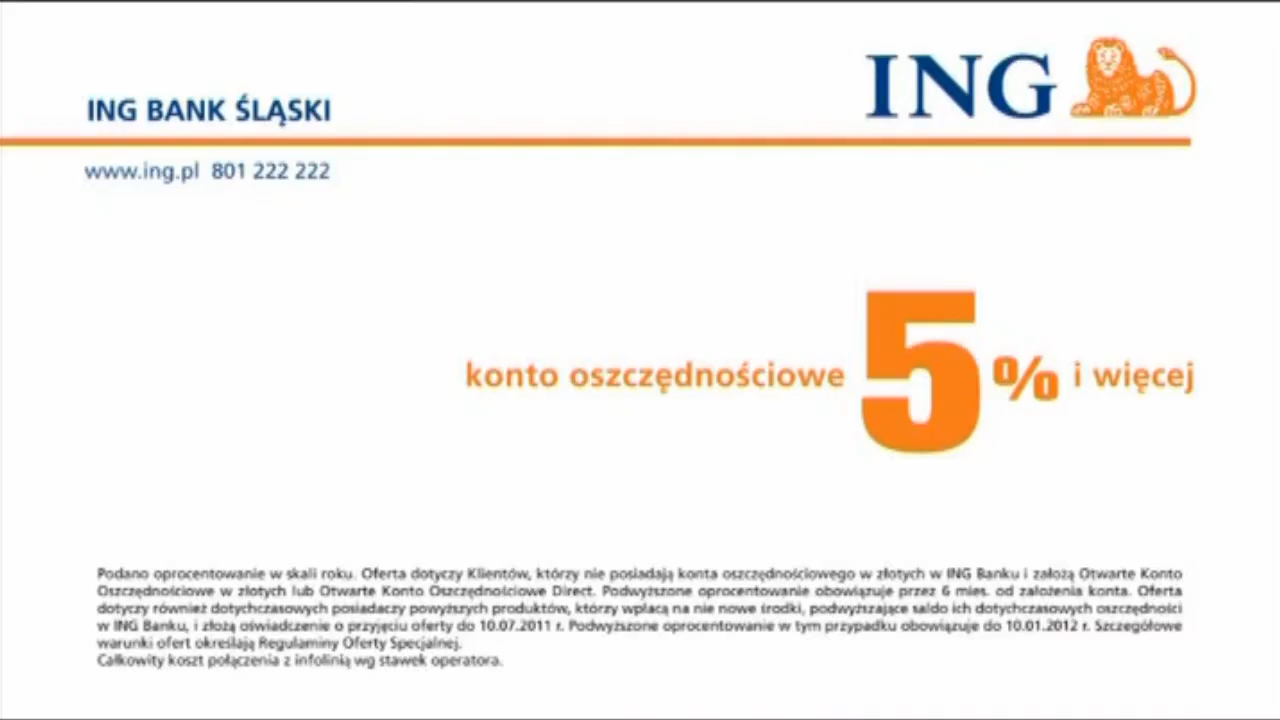 ING
ING BANK ŚLĄSKI
www.ing.pl 801 222 222
konto oszczędnościowe 5% i więcej
Podano oprocentowanie w skali roku. Oferta dotyczy Klientów, którzy nie posiadają konta oszczędnościowego w złotych w ING Banku i założą Otwarte Konto
Oszczędnościowe w złotych lub Otwarte Konto Oszczędnościowe Direct. Podwyższone oprocentowanie obowiązuje przez 6 mies. od założenia konta. Oferta
dotyczy również dotychczasowych posiadaczy powyższych produktów, którzy wpłacą na nie nowe środki, podwyższające saldo ich dotychczasowych oszczędności
w ING Banku, i złożą oświadczenie o przyjęciu oferty do 10.07.2011 r. Podwyższone oprocentowanie w tym przypadku obowiązuje do 10.01.2012 r. Szczegółowe
warunki ofert określają Regulaminy Oferty Specjalnej.
Całkowity koszt połączenia z infolinią wg stawek operatora.